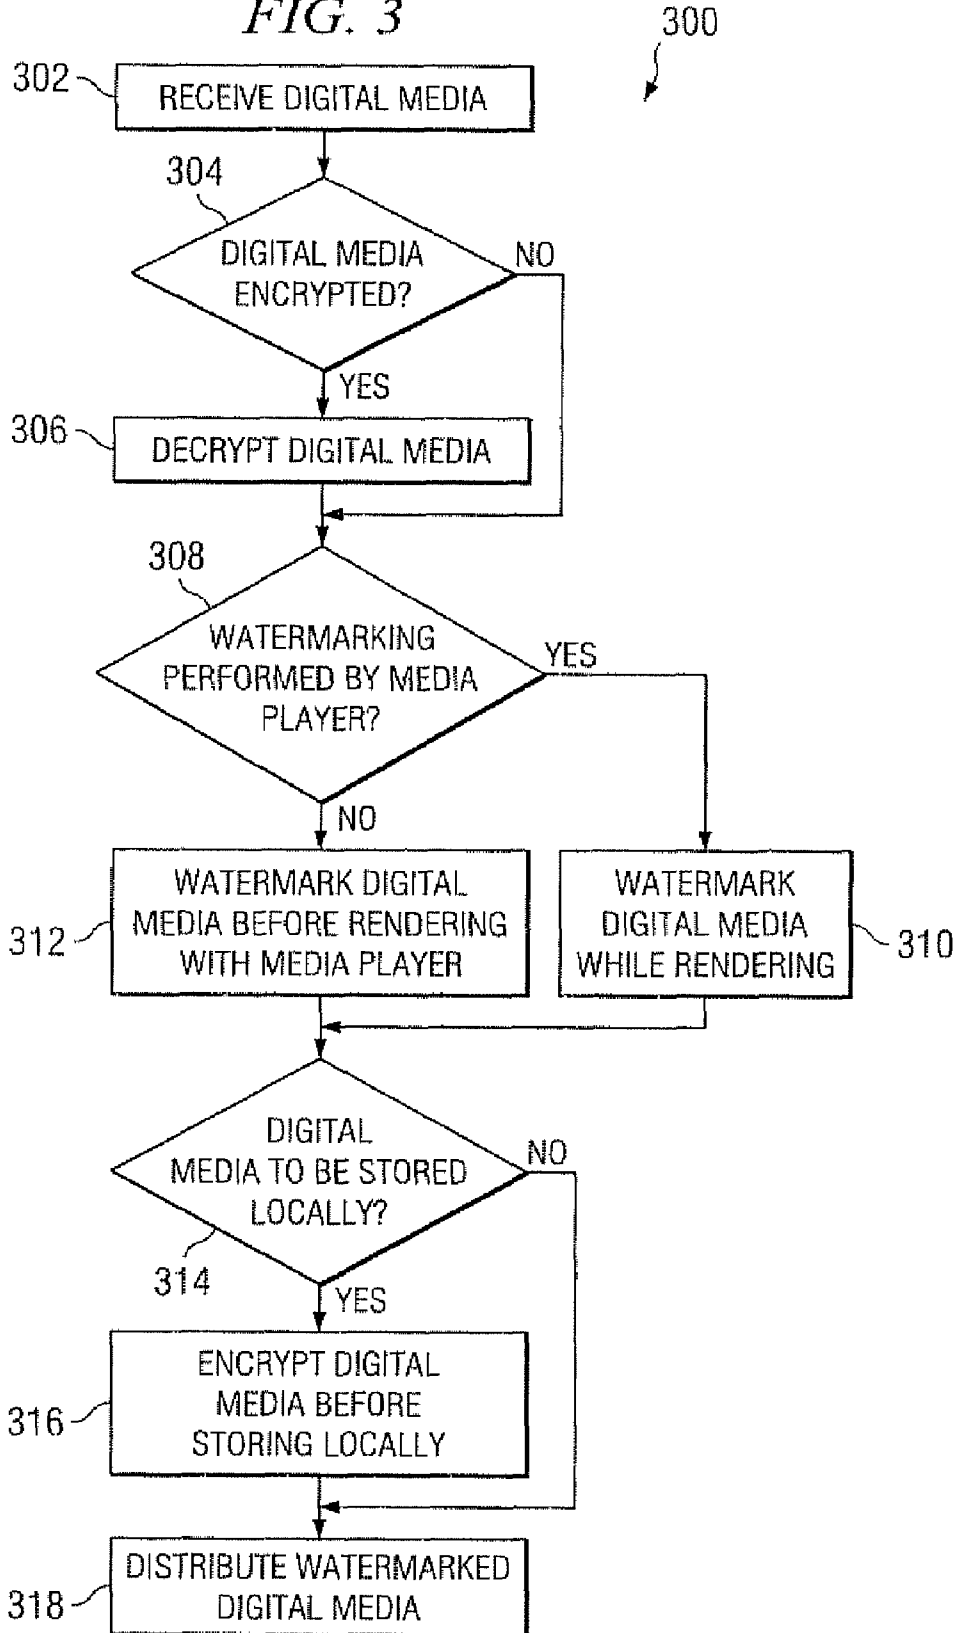 FIG. 3
300
302
RECEIVE DIGITAL MEDIA
304
DIGITAL MEDIA
ENCRYPTED?
NO
YES
306
DECRYPT DIGITAL MEDIA
308
WATERMARKING
PERFORMED BY MEDIA
PLAYER?
YES
NO
312
WATERMARK DIGITAL
MEDIA BEFORE RENDERING
WITH MEDIA PLAYER
WATERMARK
DIGITAL MEDIA
WHILE RENDERING
310
DIGITAL
MEDIA TO BE STORED
LOCALLY?
NO
314
YES
316
ENCRYPT DIGITAL
MEDIA BEFORE
STORING LOCALLY
318
DISTRIBUTE WATERMARKED
DIGITAL MEDIA